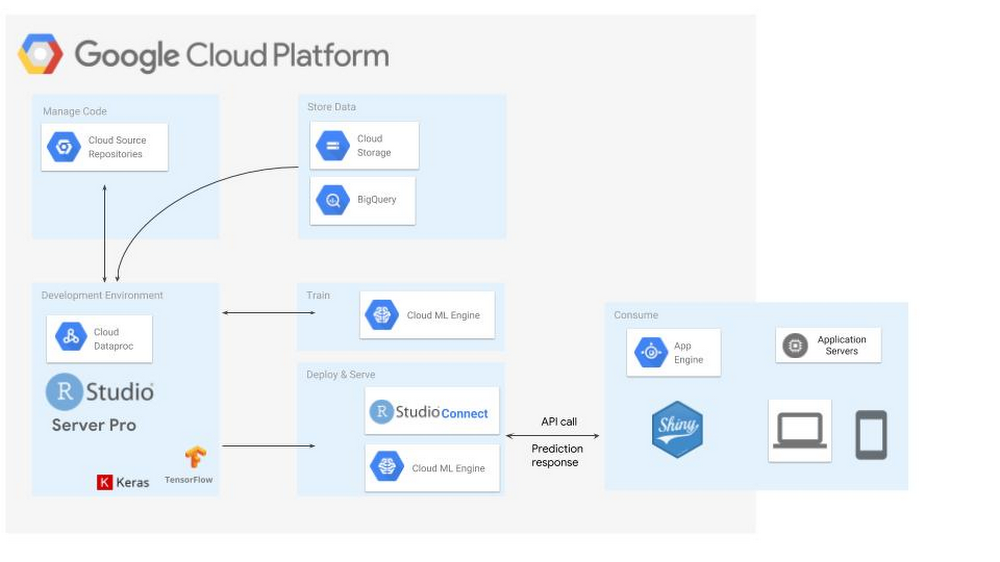 Google Cloud Platform
Manage Code
Cloud Source
Repositories
Store Data
Cloud
Storage
BigQuery
Development Environment
Cloud
Dataproc
R Studio
Server Pro
K Keras
TensorFlow
Train
Cloud ML Engine
Deploy & Serve
R Studio Connect
Cloud ML Engine
API call
Prediction
response
Consume
App
Engine
Application
Servers
Shiny